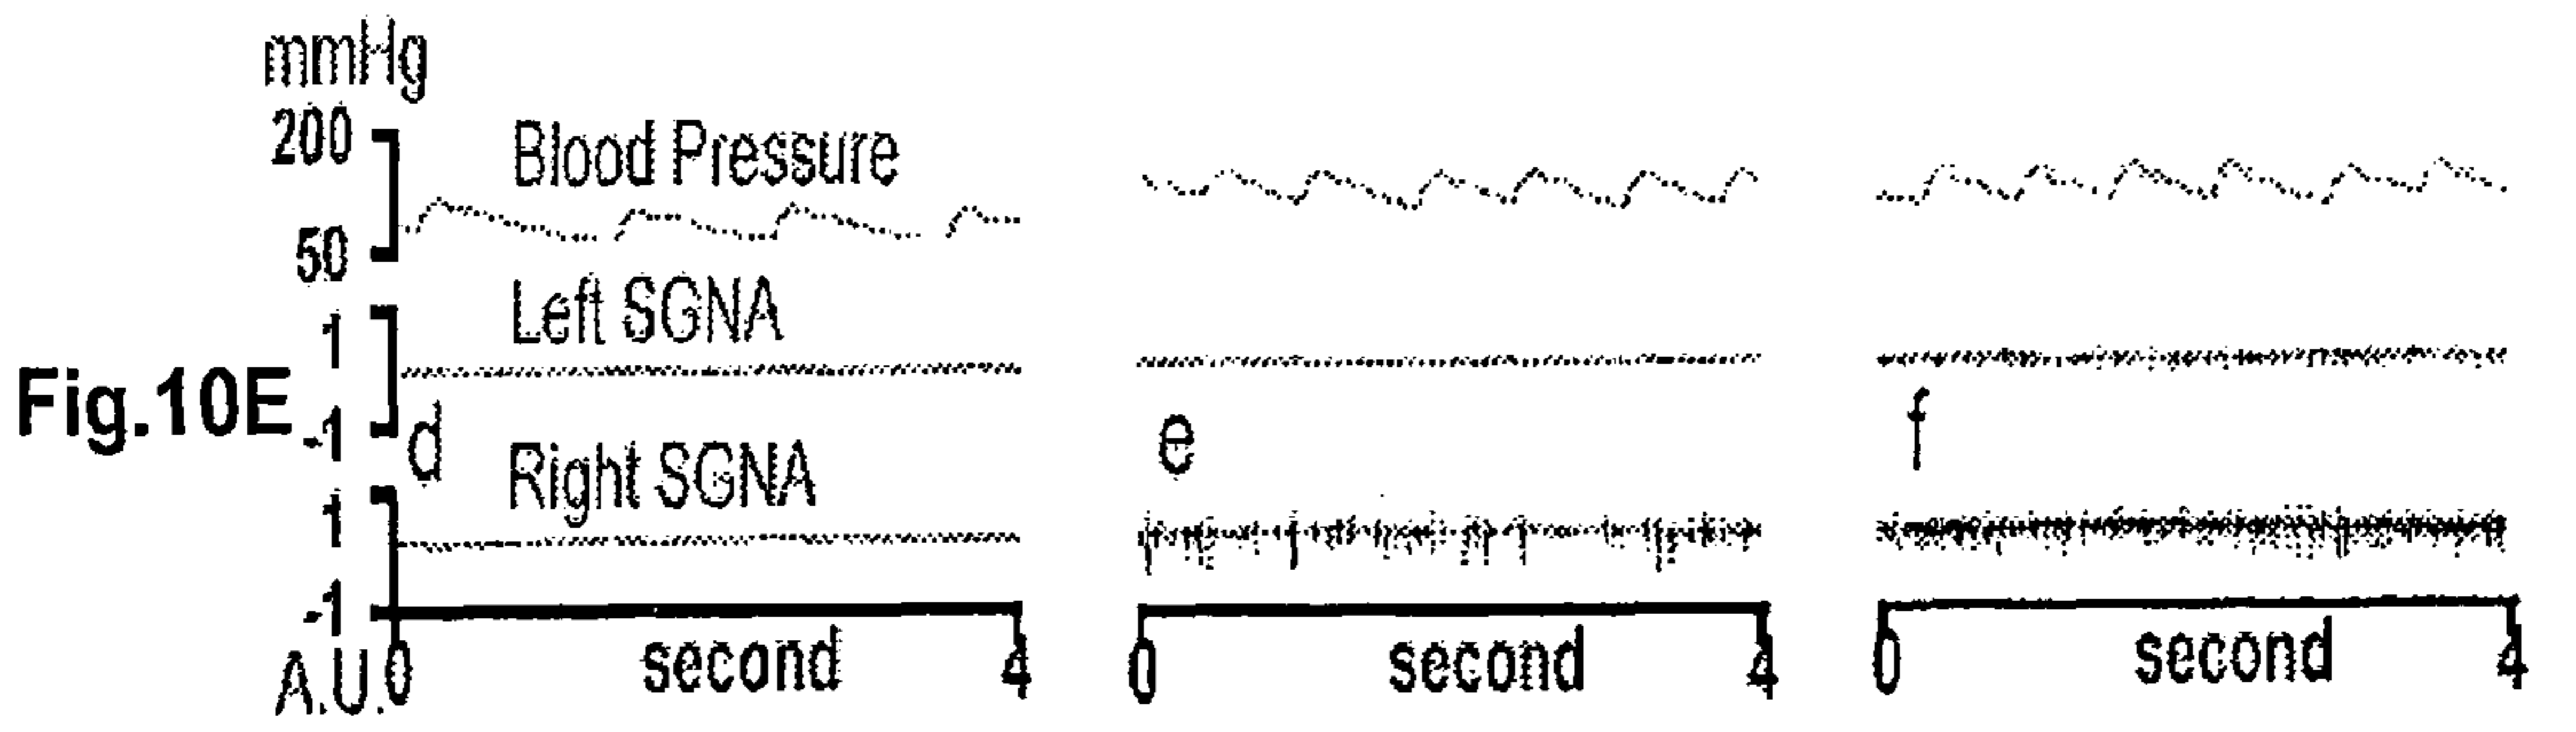 mmHg
200
Blood Pressure
50
Left SGNA
1
Fig.10E
-1
d
e
f
Right SGNA
1
-1
A.U.
0 second 4
0 second 4
0 second 4